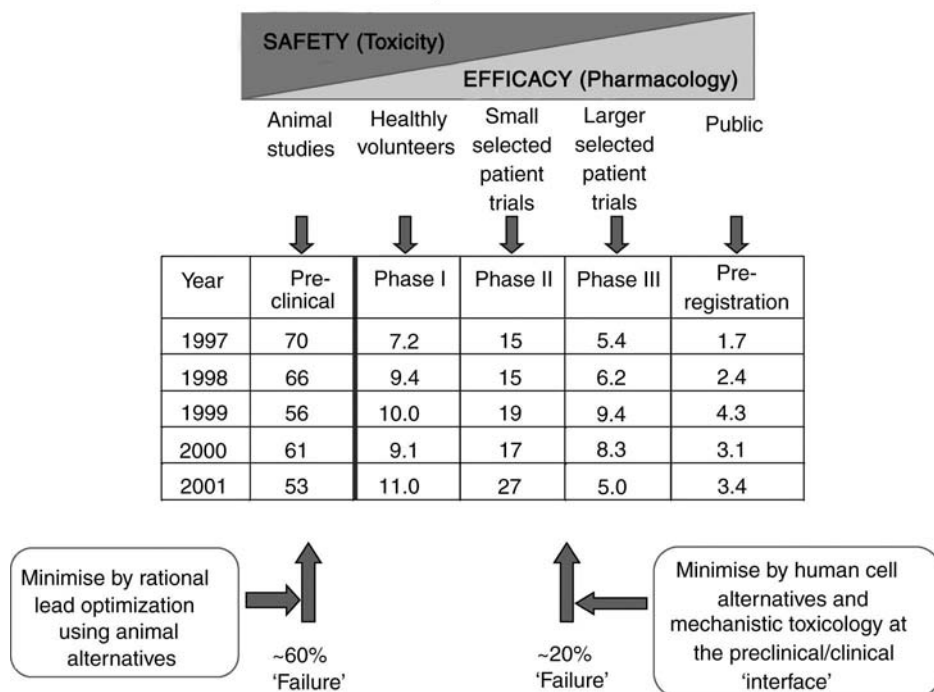 SAFETY (Toxicity)
EFFICACY (Pharmacology)
Animal studies
Healthly volunteers
Small selected patient trials
Larger selected patient trials
Public
Year Pre-clinical Phase I Phase II Phase III Pre-registration
1997 70 7.2 15 5.4 1.7
1998 66 9.4 15 6.2 2.4
1999 56 10.0 19 9.4 4.3
2000 61 9.1 17 8.3 3.1
2001 53 11.0 27 5.0 3.4
Minimise by rational
lead optimization
using animal
alternatives
~60%
'Failure'
~20%
'Failure'
Minimise by human cell
alternatives and
mechanistic toxicology at
the preclinical/clinical
'interface'